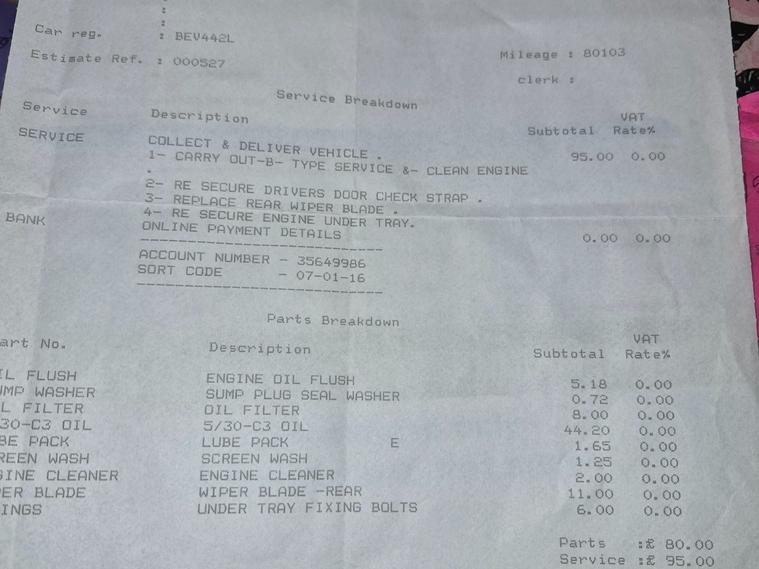 :
:
:
Car reg. : BEV442L
Mileage : 80103
Estimate Ref. : 000527
clerk :
Service Breakdown
Service Description Subtotal VAT Rate%
SERVICE COLLECT & DELIVER VEHICLE . 95.00 0.00
1- CARRY OUT-B- TYPE SERVICE &- CLEAN ENGINE
.
2- RE SECURE DRIVERS DOOR CHECK STRAP .
3- REPLACE REAR WIPER BLADE .
4- RE SECURE ENGINE UNDER TRAY.
BANK ONLINE PAYMENT DETAILS 0.00 0.00
------------------------------
ACCOUNT NUMBER - 35649986
SORT CODE - 07-01-16
------------------------------
Parts Breakdown
art No. Description Subtotal VAT Rate%
IL FLUSH ENGINE OIL FLUSH 5.18 0.00
UMP WASHER SUMP PLUG SEAL WASHER 0.72 0.00
L FILTER OIL FILTER 8.00 0.00
30-C3 OIL 5/30-C3 OIL 44.20 0.00
BE PACK LUBE PACK E 1.65 0.00
REEN WASH SCREEN WASH 1.25 0.00
GINE CLEANER ENGINE CLEANER 2.00 0.00
PER BLADE WIPER BLADE -REAR 11.00 0.00
INGS UNDER TRAY FIXING BOLTS 6.00 0.00
Parts :£ 80.00
Service :£ 95.00